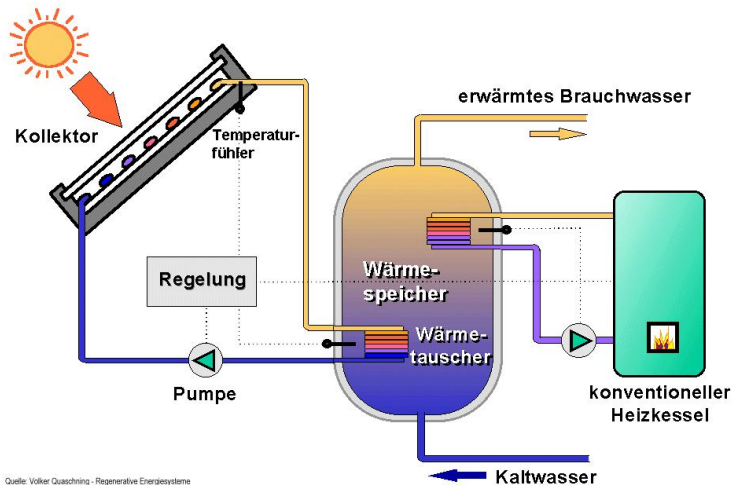 erwärmtes Brauchwasser
Kollektor
Temperatur-
fühler
Regelung
Wärme-
speicher
Wärme-
tauscher
Pumpe
konventioneller
Heizkessel
Kaltwasser
Quelle: Volker Quaschning - Regenerative Energiesysteme